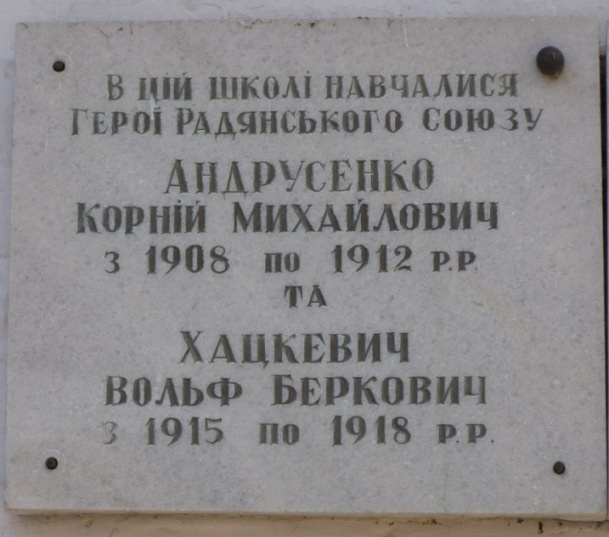 В ЦІЙ ШКОЛІ НАВЧАЛИСЯ
ГЕРОЇ РАДЯНСЬКОГО СОЮЗУ
АНДРУСЕНКО
КОРНІЙ МИХАЙЛОВИЧ
З 1908 ПО 1912 Р.Р.
ТА
ХАЦКЕВИЧ
ВОЛЬФ БЕРКОВИЧ
З 1915 ПО 1918 Р.Р.